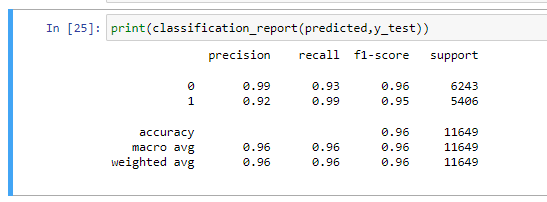 In [25]: print(classification_report(predicted,y_test))
precision recall f1-score support
0 0.99 0.93 0.96 6243
1 0.92 0.99 0.95 5406
accuracy 0.96 11649
macro avg 0.96 0.96 0.96 11649
weighted avg 0.96 0.96 0.96 11649